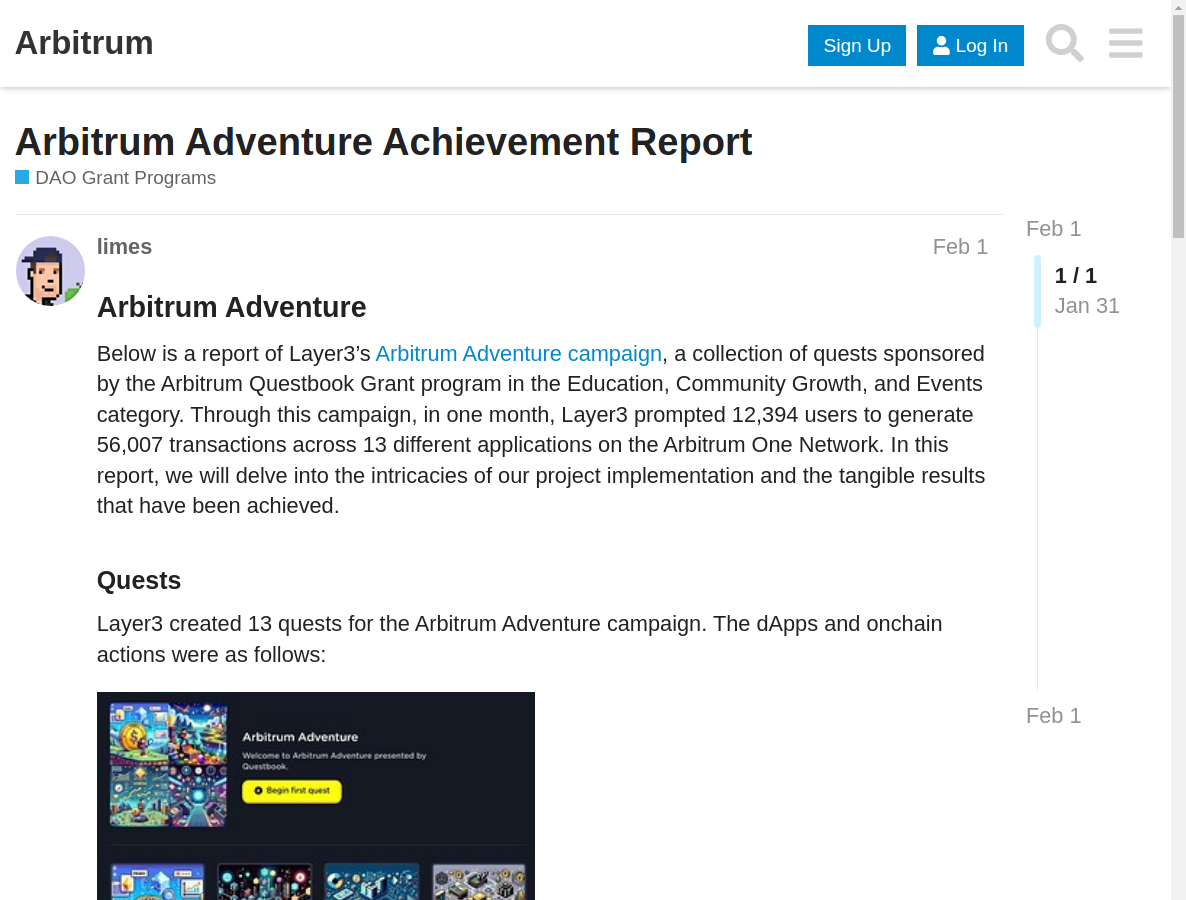 Arbitrum
Sign Up
Log In
Arbitrum Adventure Achievement Report
DAO Grant Programs
limes
Feb 1
Feb 1
1 / 1
Jan 31
Arbitrum Adventure
Below is a report of Layer3’s Arbitrum Adventure campaign, a collection of quests sponsored
by the Arbitrum Questbook Grant program in the Education, Community Growth, and Events
category. Through this campaign, in one month, Layer3 prompted 12,394 users to generate
56,007 transactions across 13 different applications on the Arbitrum One Network. In this
report, we will delve into the intricacies of our project implementation and the tangible results
that have been achieved.
Quests
Layer3 created 13 quests for the Arbitrum Adventure campaign. The dApps and onchain
actions were as follows:
Feb 1
Arbitrum Adventure
Welcome to Arbitrum Adventure presented by
Questbook.
Begin first quest